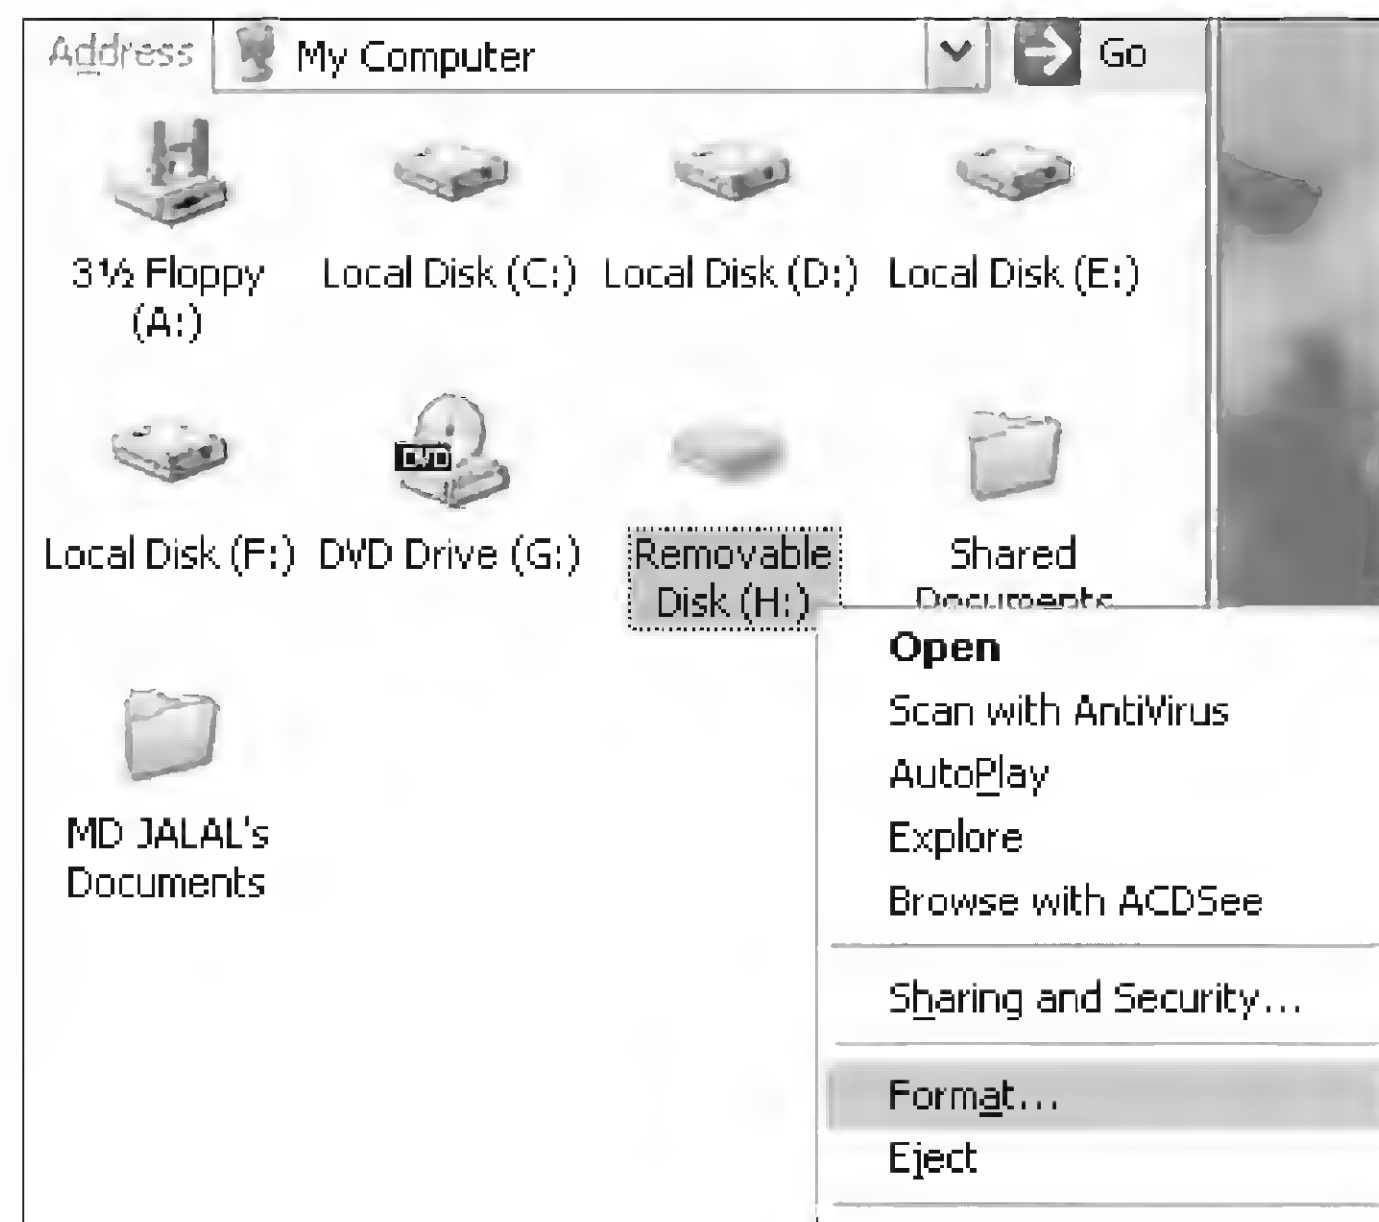 Address My Computer Go
3½ Floppy (A:)
Local Disk (C:)
Local Disk (D:)
Local Disk (E:)
Local Disk (F:)
DVD Drive (G:)
DVD
Removable
Disk (H:)
Shared
Documents
MD JALAL's
Documents
Open
Scan with AntiVirus
AutoPlay
Explore
Browse with ACDSee
Sharing and Security...
Format...
Eject